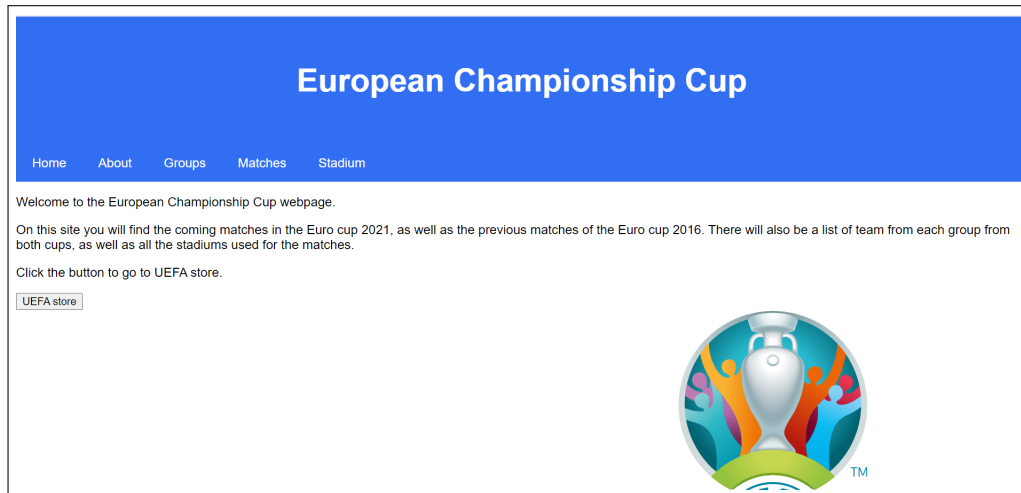 European Championship Cup
Home About Groups Matches Stadium
Welcome to the European Championship Cup webpage.
On this site you will find the coming matches in the Euro cup 2021, as well as the previous matches of the Euro cup 2016. There will also be a list of team from each group from
both cups, as well as all the stadiums used for the matches.
Click the button to go to UEFA store.
UEFA store
TM